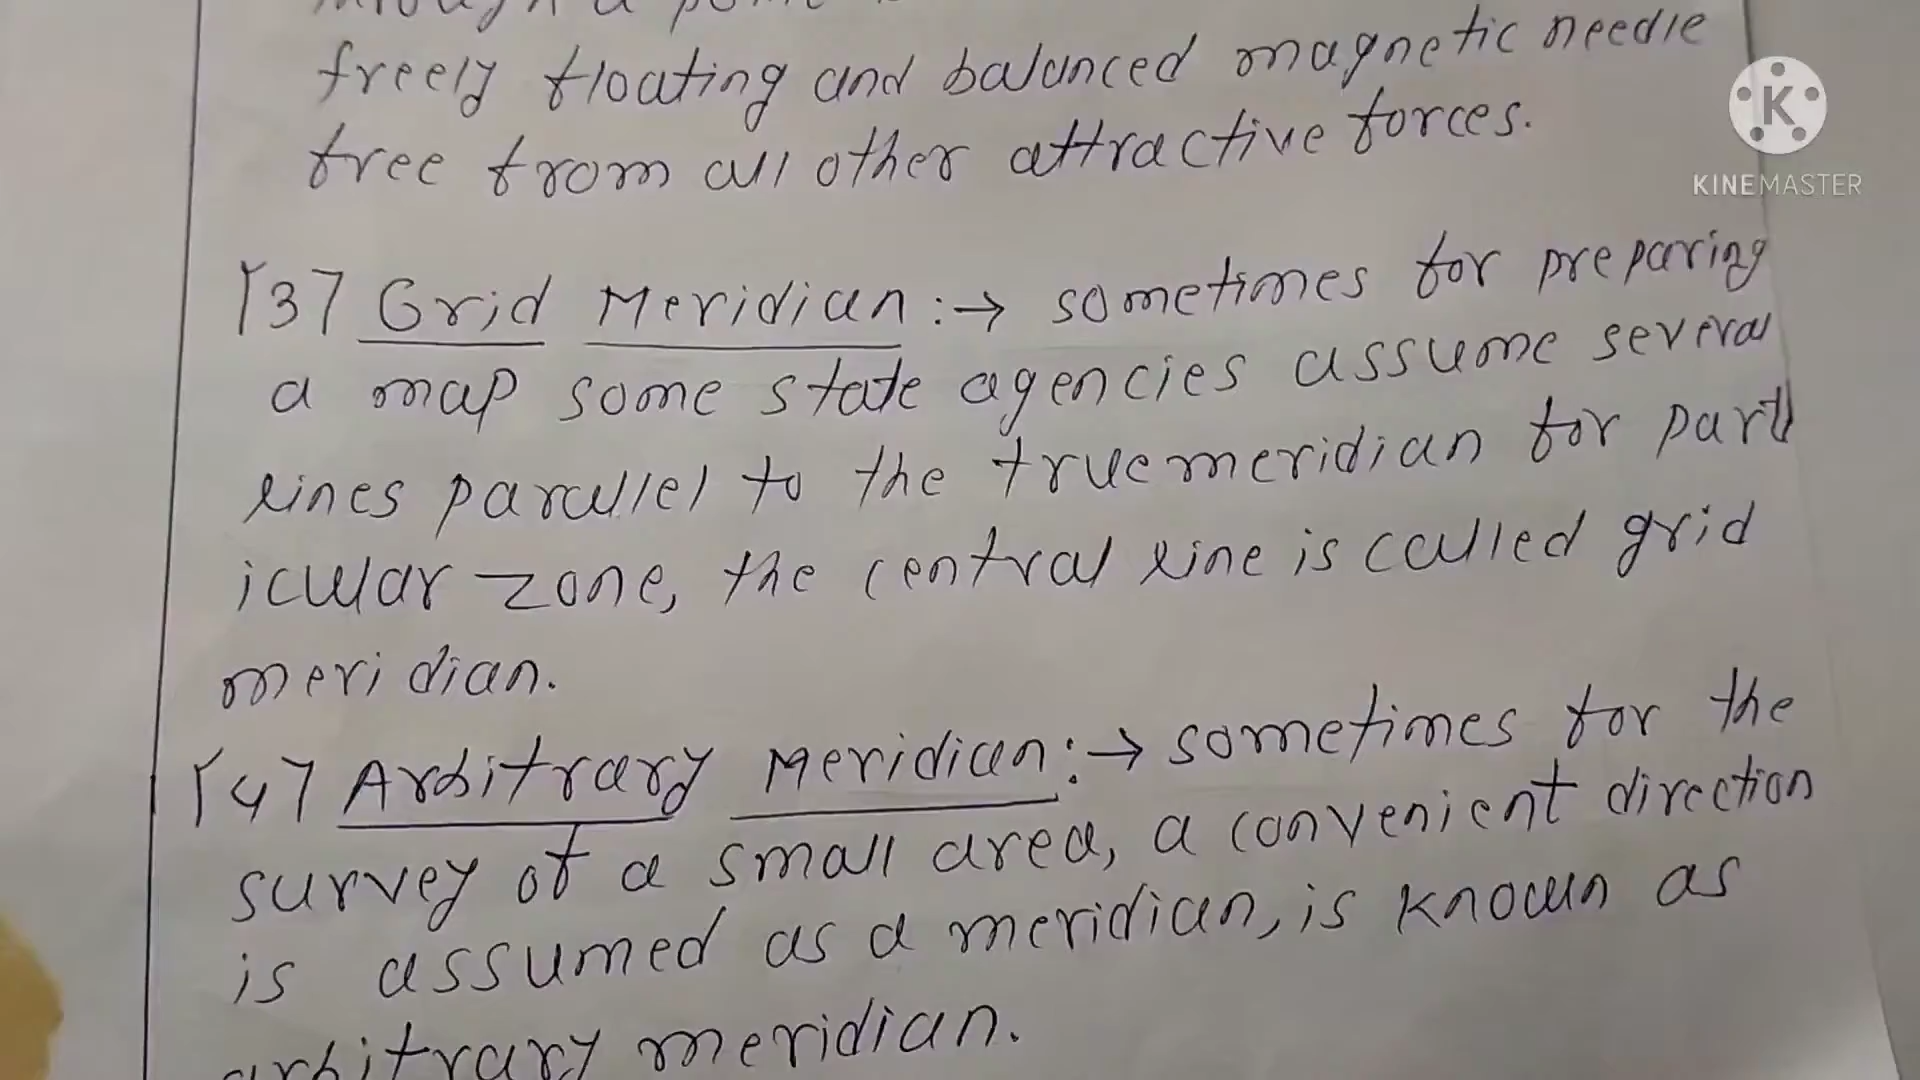 through a point
freely floating and balanced magnetic needle
free from all other attractive forces.
K
KINEMASTER
[3] Grid Meridian :→ sometimes for preparing
a map some state agencies assume several
lines parallel to the true meridian for part
icular zone, the central line is called grid
meridian.
[4] Arbitrary Meridian :→ sometimes for the
survey of a small area, a convenient direction
is assumed as a meridian, is known as
arbitrary meridian.